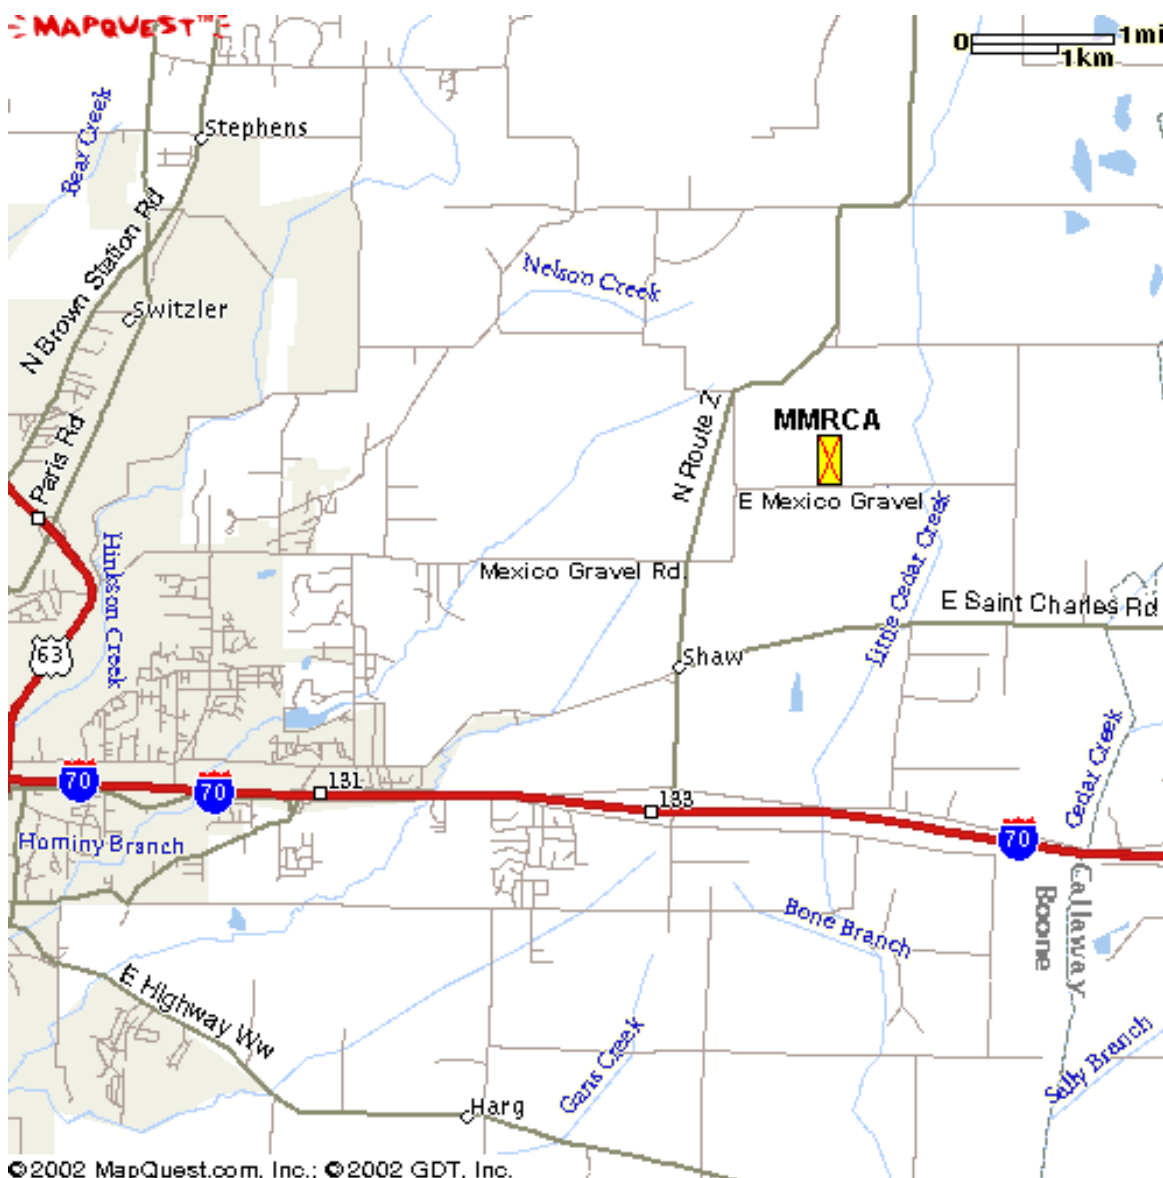 MAPQUEST™
0 1mi
1km
Bear Creek
Stephens
N Brown Station Rd
Nelson Creek
Switzler
Paris Rd
N Route Z
MMRCA
E Mexico Gravel
Hinkson Creek
Mexico Gravel Rd.
Little Cedar Creek
E Saint Charles Rd
63
Shaw
Cedar Creek
70
70
131
133
70
Hominy Branch
Callaway
Boone
Bone Branch
E Highway Ww
Gans Creek
Sally Branch
Harg
©2002 MapQuest.com, Inc.; ©2002 GDT, Inc.